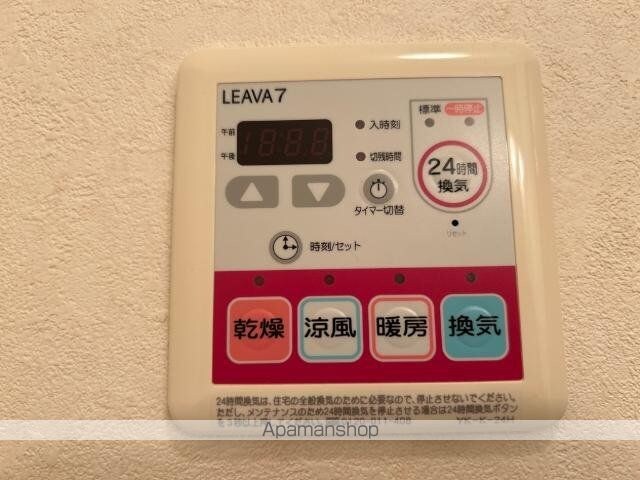 LEAVA7
午前
午後
入時刻
切残時間
タイマー切替
時刻/セット
標準 一時停止
24時間
換気
リセット
乾燥 涼風 暖房 換気
24時間換気は、住宅の全般換気のために必要なので、停止させないでください。
ただし、メンテナンスのため24時間換気を停止させる場合は24時間換気ボタン
Apamanshop